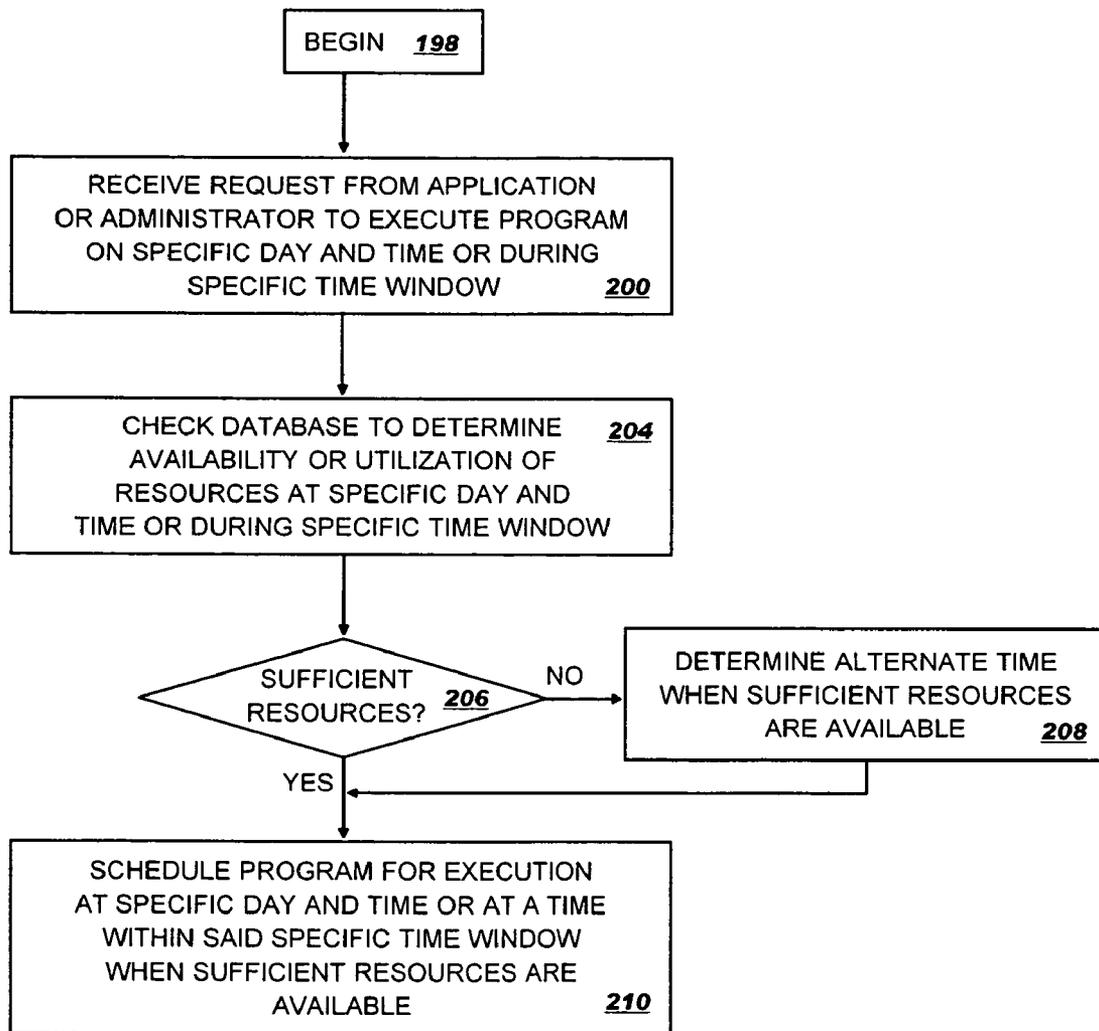 BEGIN 198
RECEIVE REQUEST FROM APPLICATION
OR ADMINISTRATOR TO EXECUTE PROGRAM
ON SPECIFIC DAY AND TIME OR DURING
SPECIFIC TIME WINDOW 200
CHECK DATABASE TO DETERMINE 204
AVAILABILITY OR UTILIZATION OF
RESOURCES AT SPECIFIC DAY AND
TIME OR DURING SPECIFIC TIME WINDOW
SUFFICIENT
RESOURCES? 206
NO
DETERMINE ALTERNATE TIME
WHEN SUFFICIENT RESOURCES
ARE AVAILABLE 208
YES
SCHEDULE PROGRAM FOR EXECUTION
AT SPECIFIC DAY AND TIME OR AT A TIME
WITHIN SAID SPECIFIC TIME WINDOW
WHEN SUFFICIENT RESOURCES ARE
AVAILABLE 210